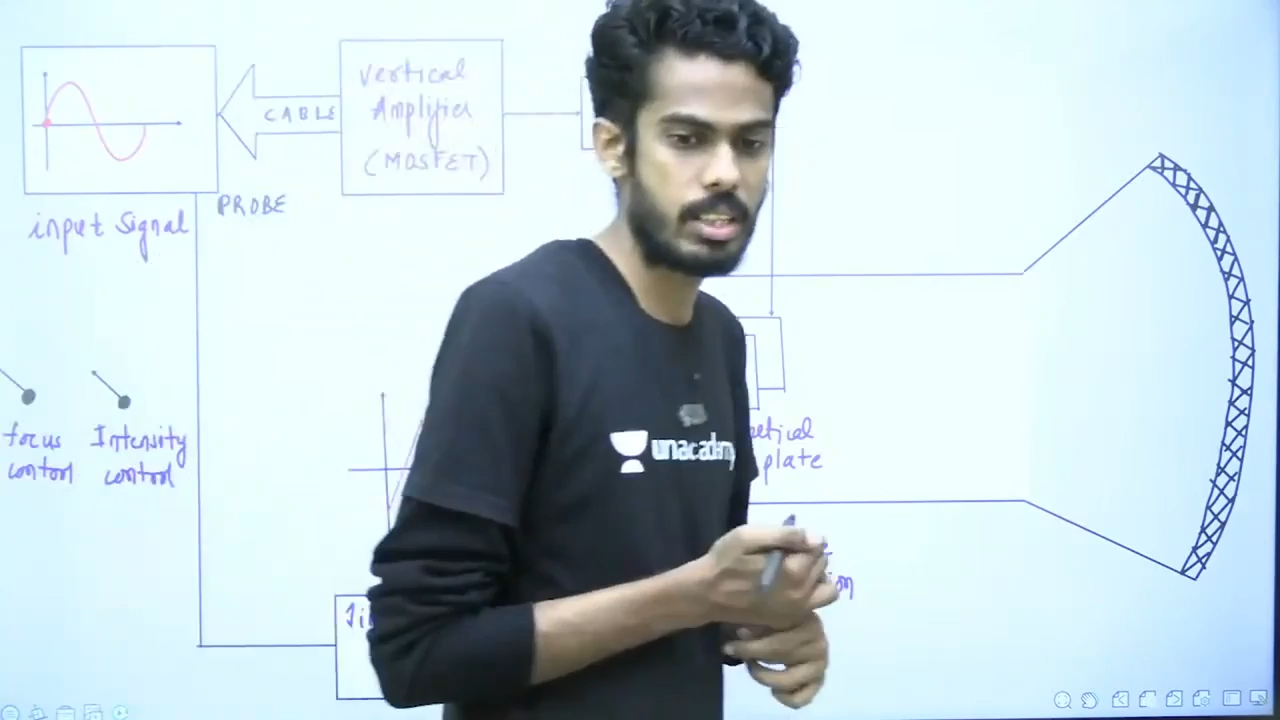 Vertical
Amplifier
(MOSFET)
CABLE
PROBE
input Signal
focus
control
Intensity
control
unacademy
plate